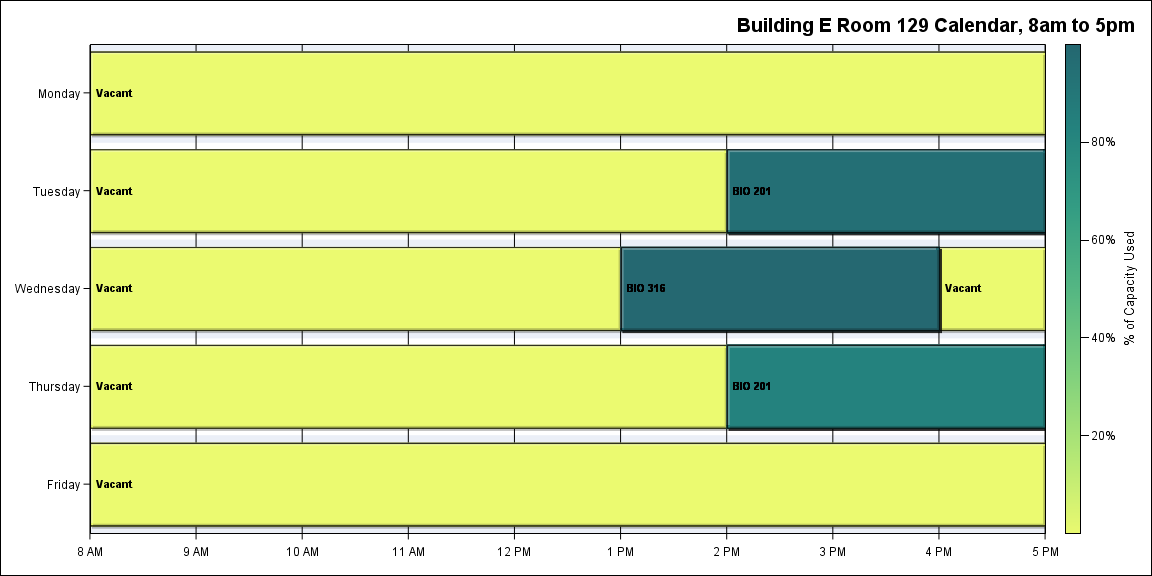 Building E Room 129 Calendar, 8am to 5pm
Monday
Vacant
Tuesday
Vacant
BIO 201
Wednesday
Vacant
BIO 316
Vacant
Thursday
Vacant
BIO 201
Friday
Vacant
8 AM
9 AM
10 AM
11 AM
12 PM
1 PM
2 PM
3 PM
4 PM
5 PM
80%
60%
40%
20%
% of Capacity Used